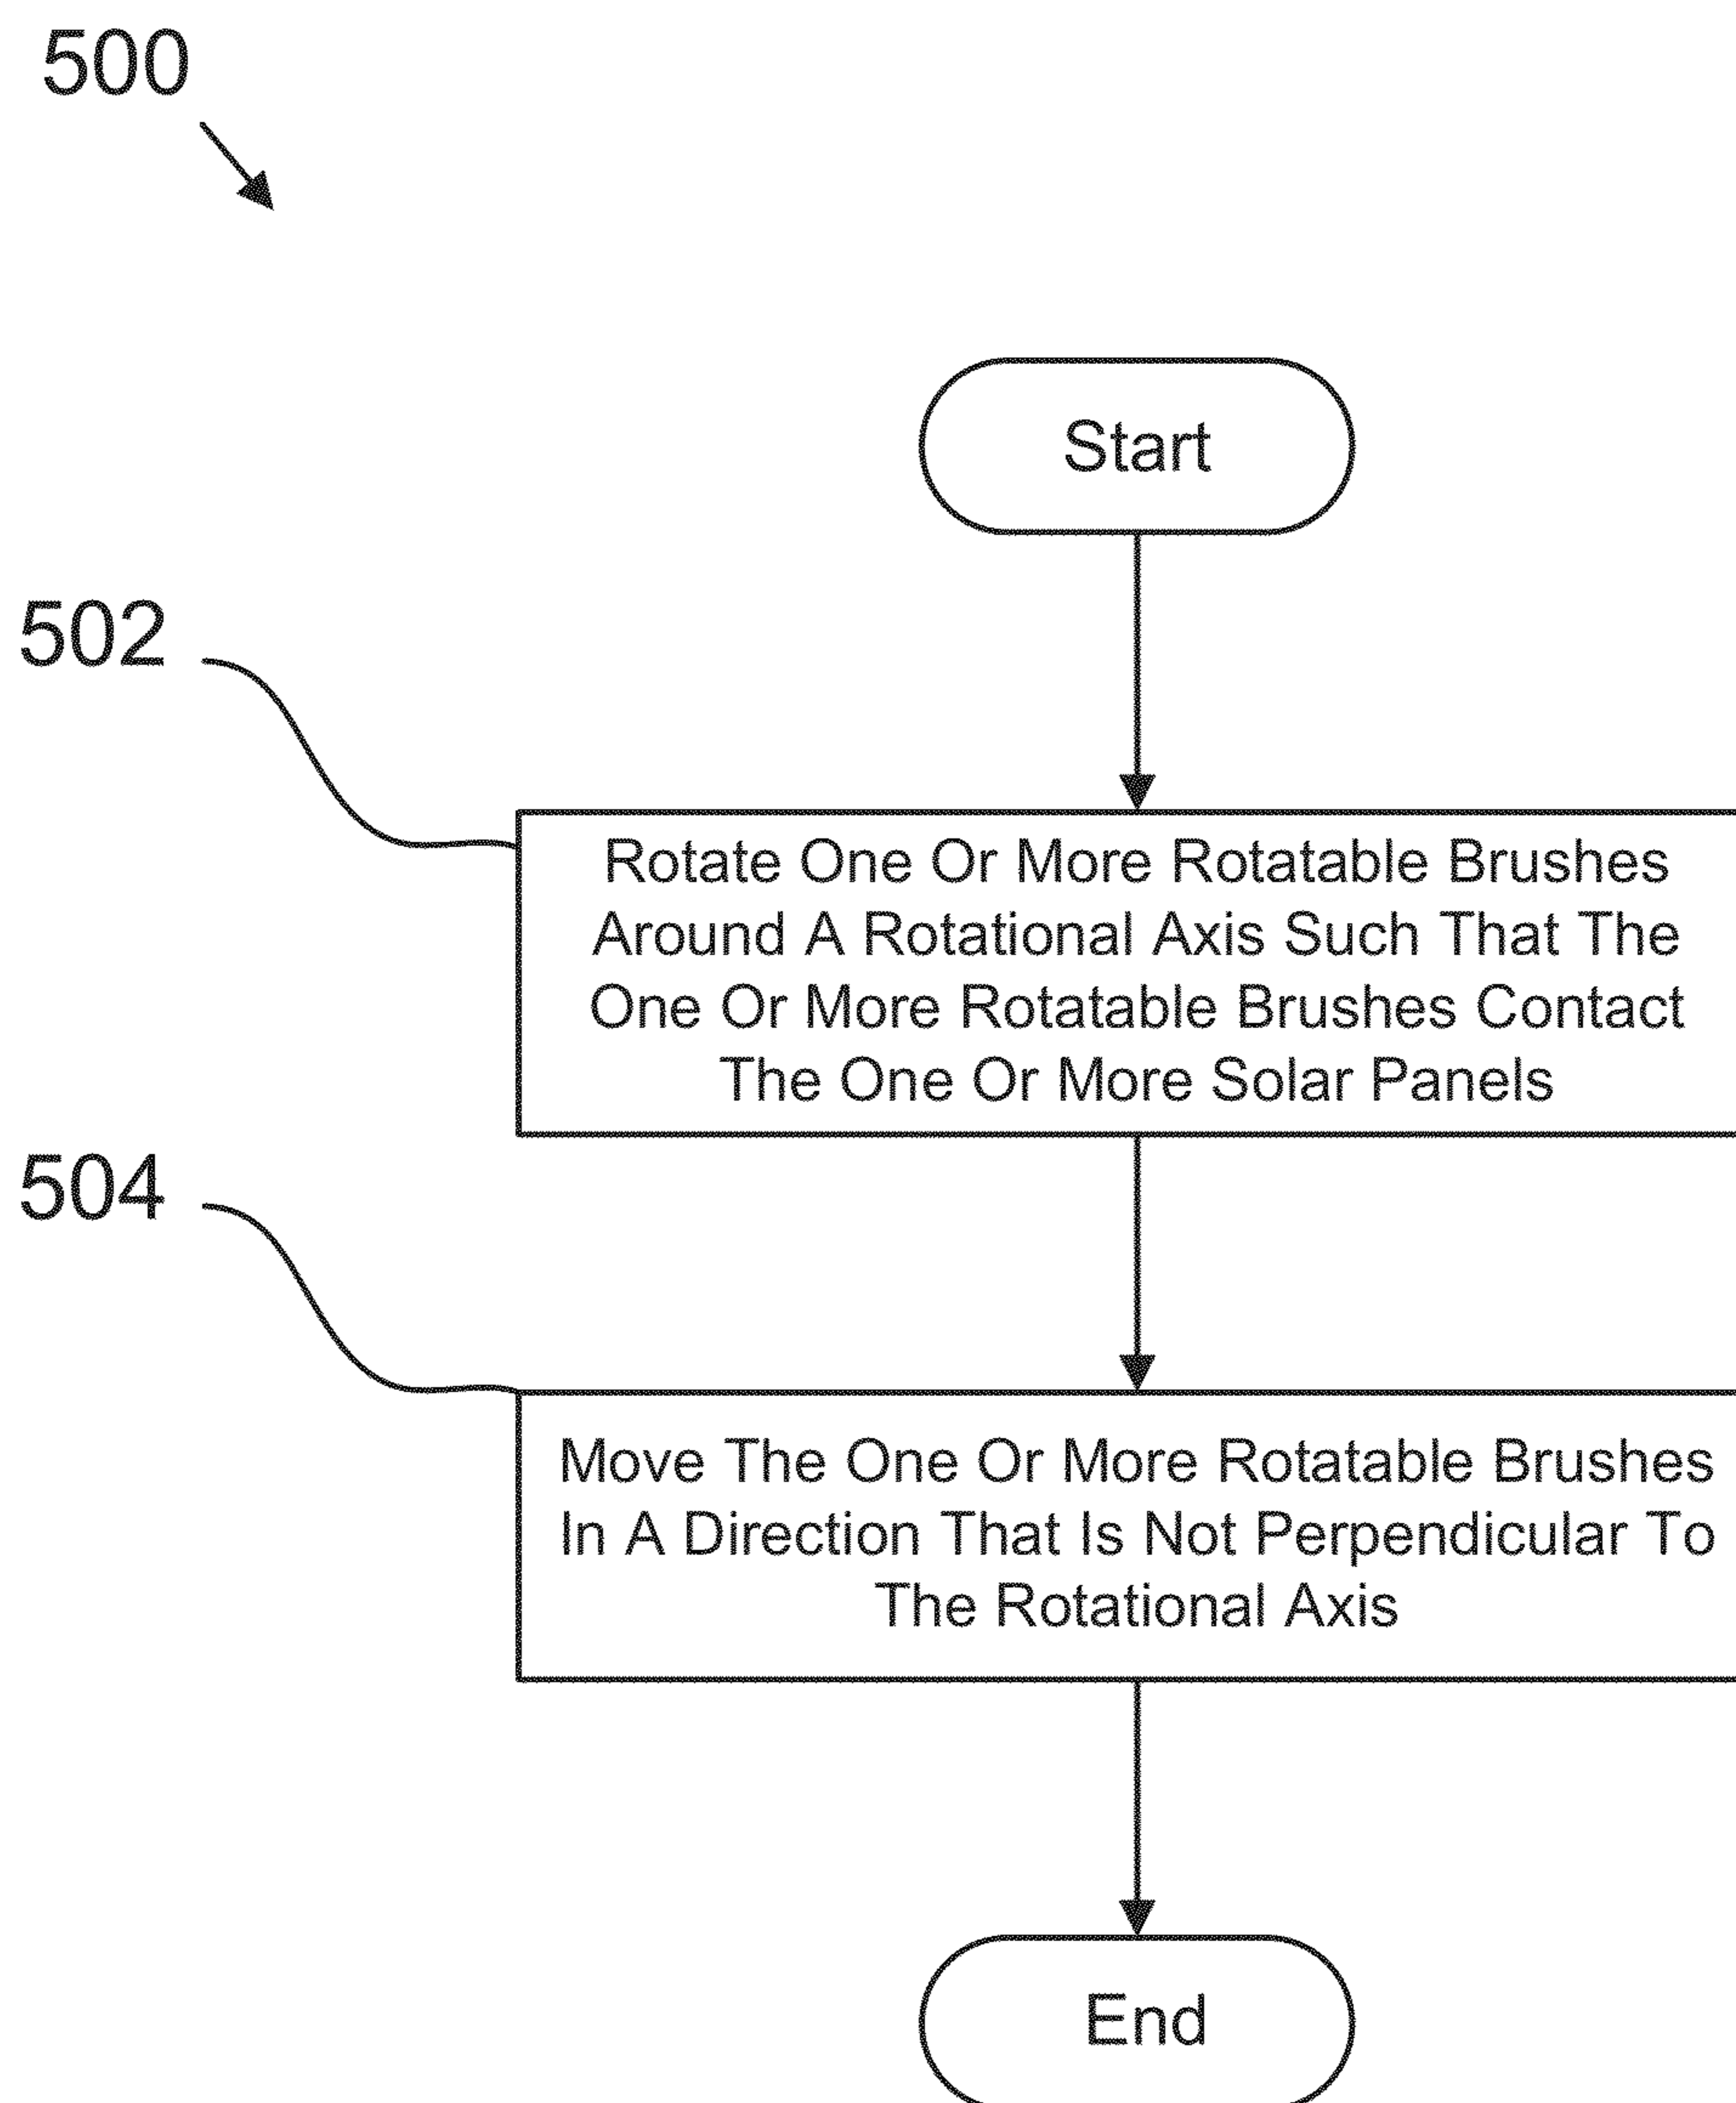 500
Start
502
Rotate One Or More Rotatable Brushes
Around A Rotational Axis Such That The
One Or More Rotatable Brushes Contact
The One Or More Solar Panels
504
Move The One Or More Rotatable Brushes
In A Direction That Is Not Perpendicular To
The Rotational Axis
End